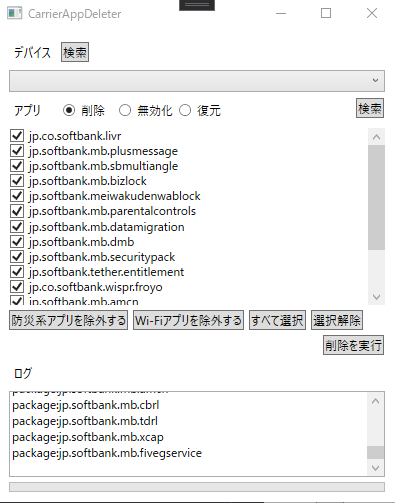 CarrierAppDeleter
デバイス 検索
アプリ 削除 無効化 復元 検索
jp.co.softbank.livr
jp.softbank.mb.plusmessage
jp.softbank.mb.sbmultiangle
jp.softbank.mb.bizlock
jp.softbank.meiwakudenwablock
jp.softbank.mb.parentalcontrols
jp.softbank.mb.datamigration
jp.softbank.mb.dmb
jp.softbank.mb.securitypack
jp.softbank.tether.entitlement
jp.co.softbank.wispr.froyo
jp.softbank.mb.amcn
防災系アプリを除外する Wi-Fiアプリを除外する すべて選択 選択解除
削除を実行
ログ
package:jp.softbank.mb.cbrl
package:jp.softbank.mb.tdrl
package:jp.softbank.mb.xcap
package:jp.softbank.mb.fivegservice